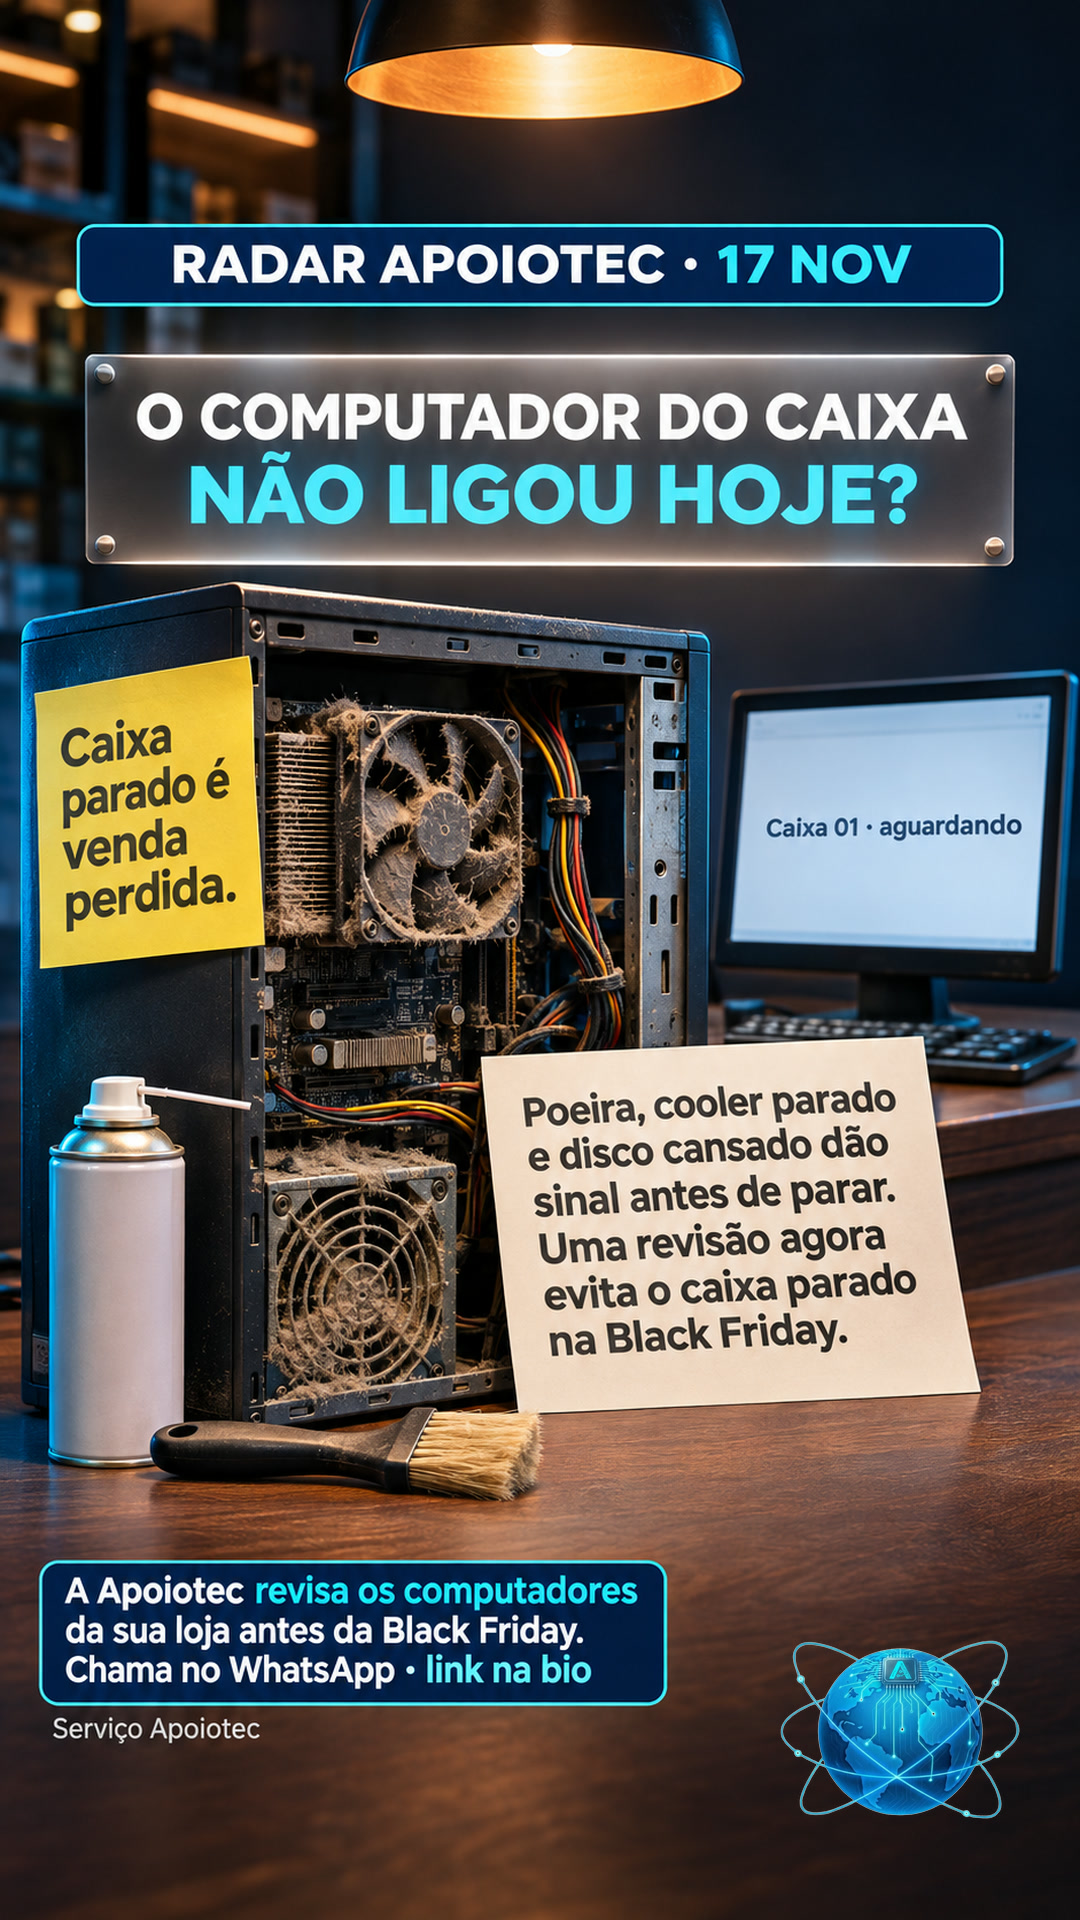 RADAR APOIOTEC · 17 NOV
O COMPUTADOR DO CAIXA
NÃO LIGOU HOJE?
Caixa
parado é
venda
perdida.
Caixa 01 · aguardando
Poeira, cooler parado
e disco cansado dão
sinal antes de parar.
Uma revisão agora
evita o caixa parado
na Black Friday.
A Apoiotec revisa os computadores
da sua loja antes da Black Friday.
Chama no WhatsApp · link na bio
Serviço Apoiotec
A